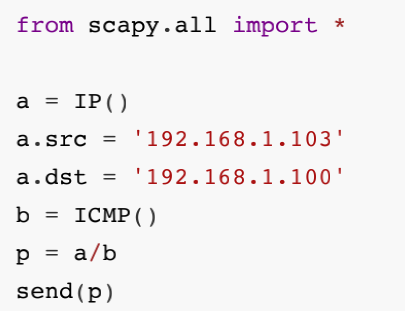 from scapy.all import *
a = IP()
a.src = '192.168.1.103'
a.dst = '192.168.1.100'
b = ICMP()
p = a/b
send(p)